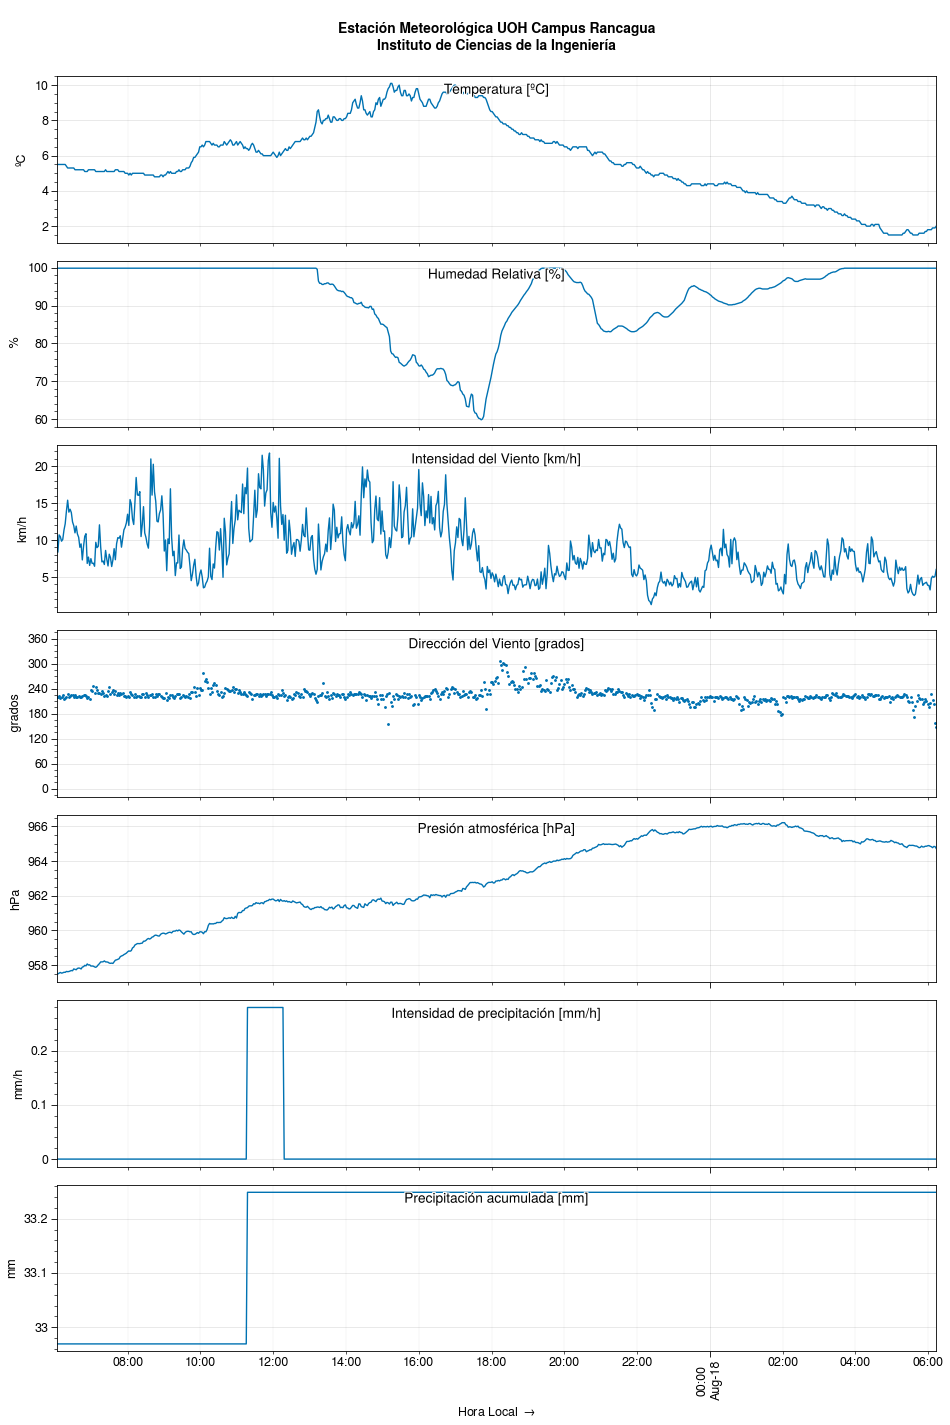 Estación Meteorológica UOH Campus Rancagua
Instituto de Ciencias de la Ingeniería
Temperatura [ºC]
10
8
6
4
2
ºC
Humedad Relativa [%]
100
90
80
70
60
%
Intensidad del Viento [km/h]
20
15
10
5
km/h
Dirección del Viento [grados]
360
300
240
180
120
60
0
grados
Presión atmosférica [hPa]
966
964
962
960
958
hPa
Intensidad de precipitación [mm/h]
0.2
0.1
0
mm/h
Precipitación acumulada [mm]
33.2
33.1
33
mm
08:00 10:00 12:00 14:00 16:00 18:00 20:00 22:00 00:00 02:00 04:00 06:00
Aug-18
Hora Local →